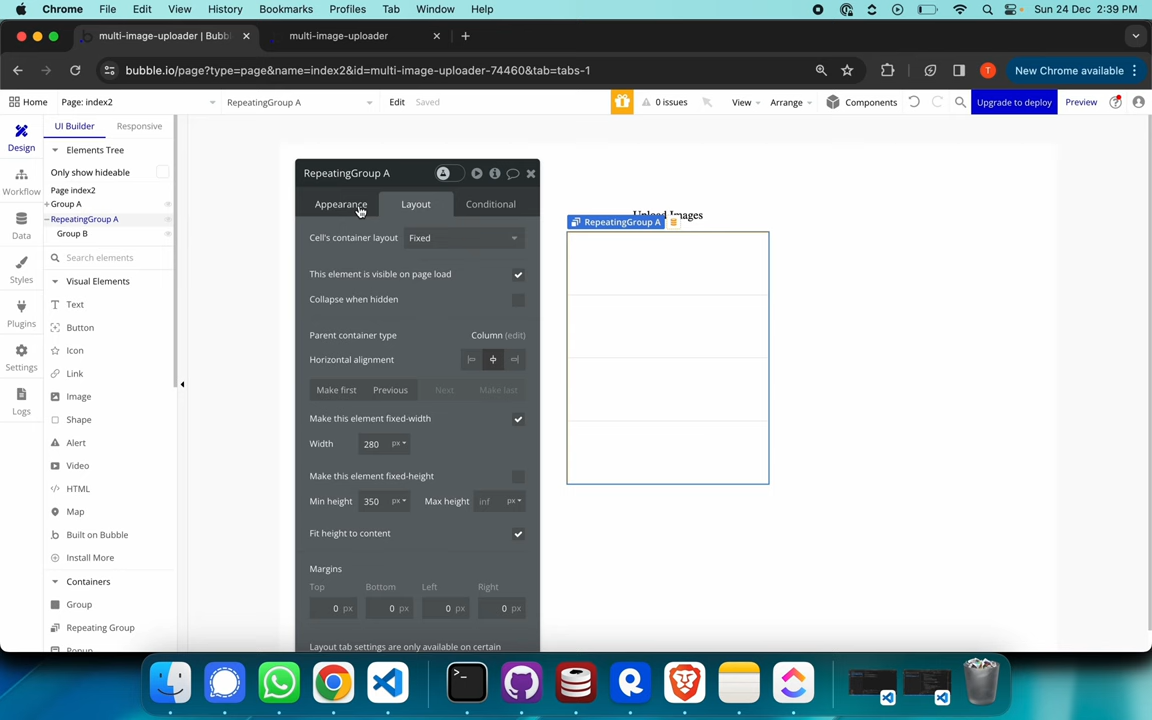 Chrome File Edit View History Bookmarks Profiles Tab Window Help Sun 24 Dec 2:39 PM
multi-image-uploader | Bubbl multi-image-uploader
bubble.io/page?type=page&name=index2&id=multi-image-uploader-74460&tab=tabs-1 T New Chrome available
Home Page: index2 RepeatingGroup A Edit Saved 0 issues View Arrange Components Upgrade to deploy Preview
Design
Workflow
Data
Styles
Plugins
Settings
Logs
UI Builder Responsive
Elements Tree
Only show hideable
Page index2
Group A
RepeatingGroup A
Group B
Search elements
Visual Elements
Text
Button
Icon
Link
Image
Shape
Alert
Video
HTML
Map
Built on Bubble
Install More
Containers
Group
Repeating Group
Popup
RepeatingGroup A
Appearance Layout Conditional
Cell's container layout Fixed
This element is visible on page load
Collapse when hidden
Parent container type Column (edit)
Horizontal alignment
Make first Previous Next Make last
Make this element fixed-width
Width 280 px
Make this element fixed-height
Min height 350 px Max height inf px
Fit height to content
Margins
Top Bottom Left Right
0 px 0 px 0 px 0 px
Layout tab settings are only available on certain
Upload Images
RepeatingGroup A